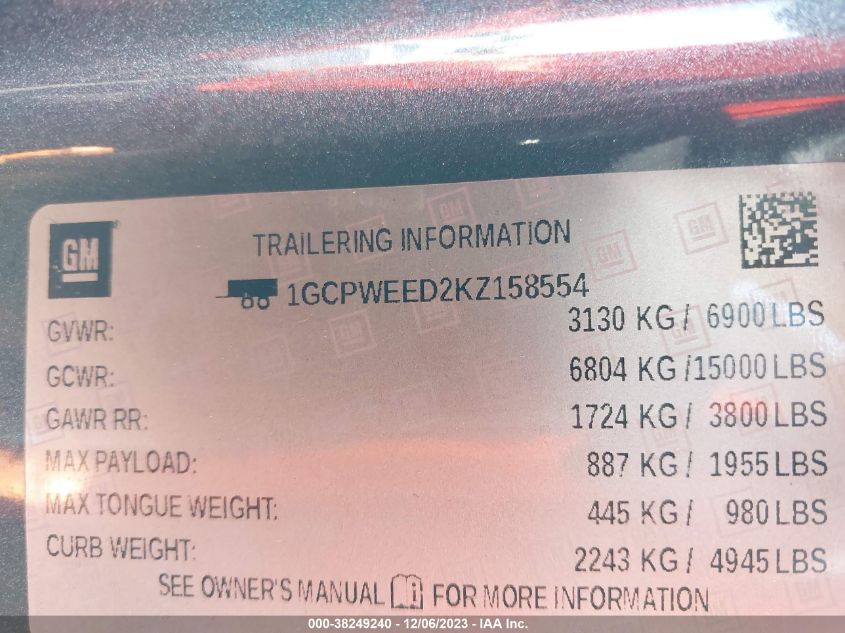 GM
TRAILERING INFORMATION
1GCPWEED2KZ158554
GVWR: 3130 KG / 6900 LBS
GCWR: 6804 KG / 15000 LBS
GAWR RR: 1724 KG / 3800 LBS
MAX PAYLOAD: 887 KG / 1955 LBS
MAX TONGUE WEIGHT: 445 KG / 980 LBS
CURB WEIGHT: 2243 KG / 4945 LBS
SEE OWNER'S MANUAL i FOR MORE INFORMATION
000-38249240 - 12/06/2023 - IAA Inc.